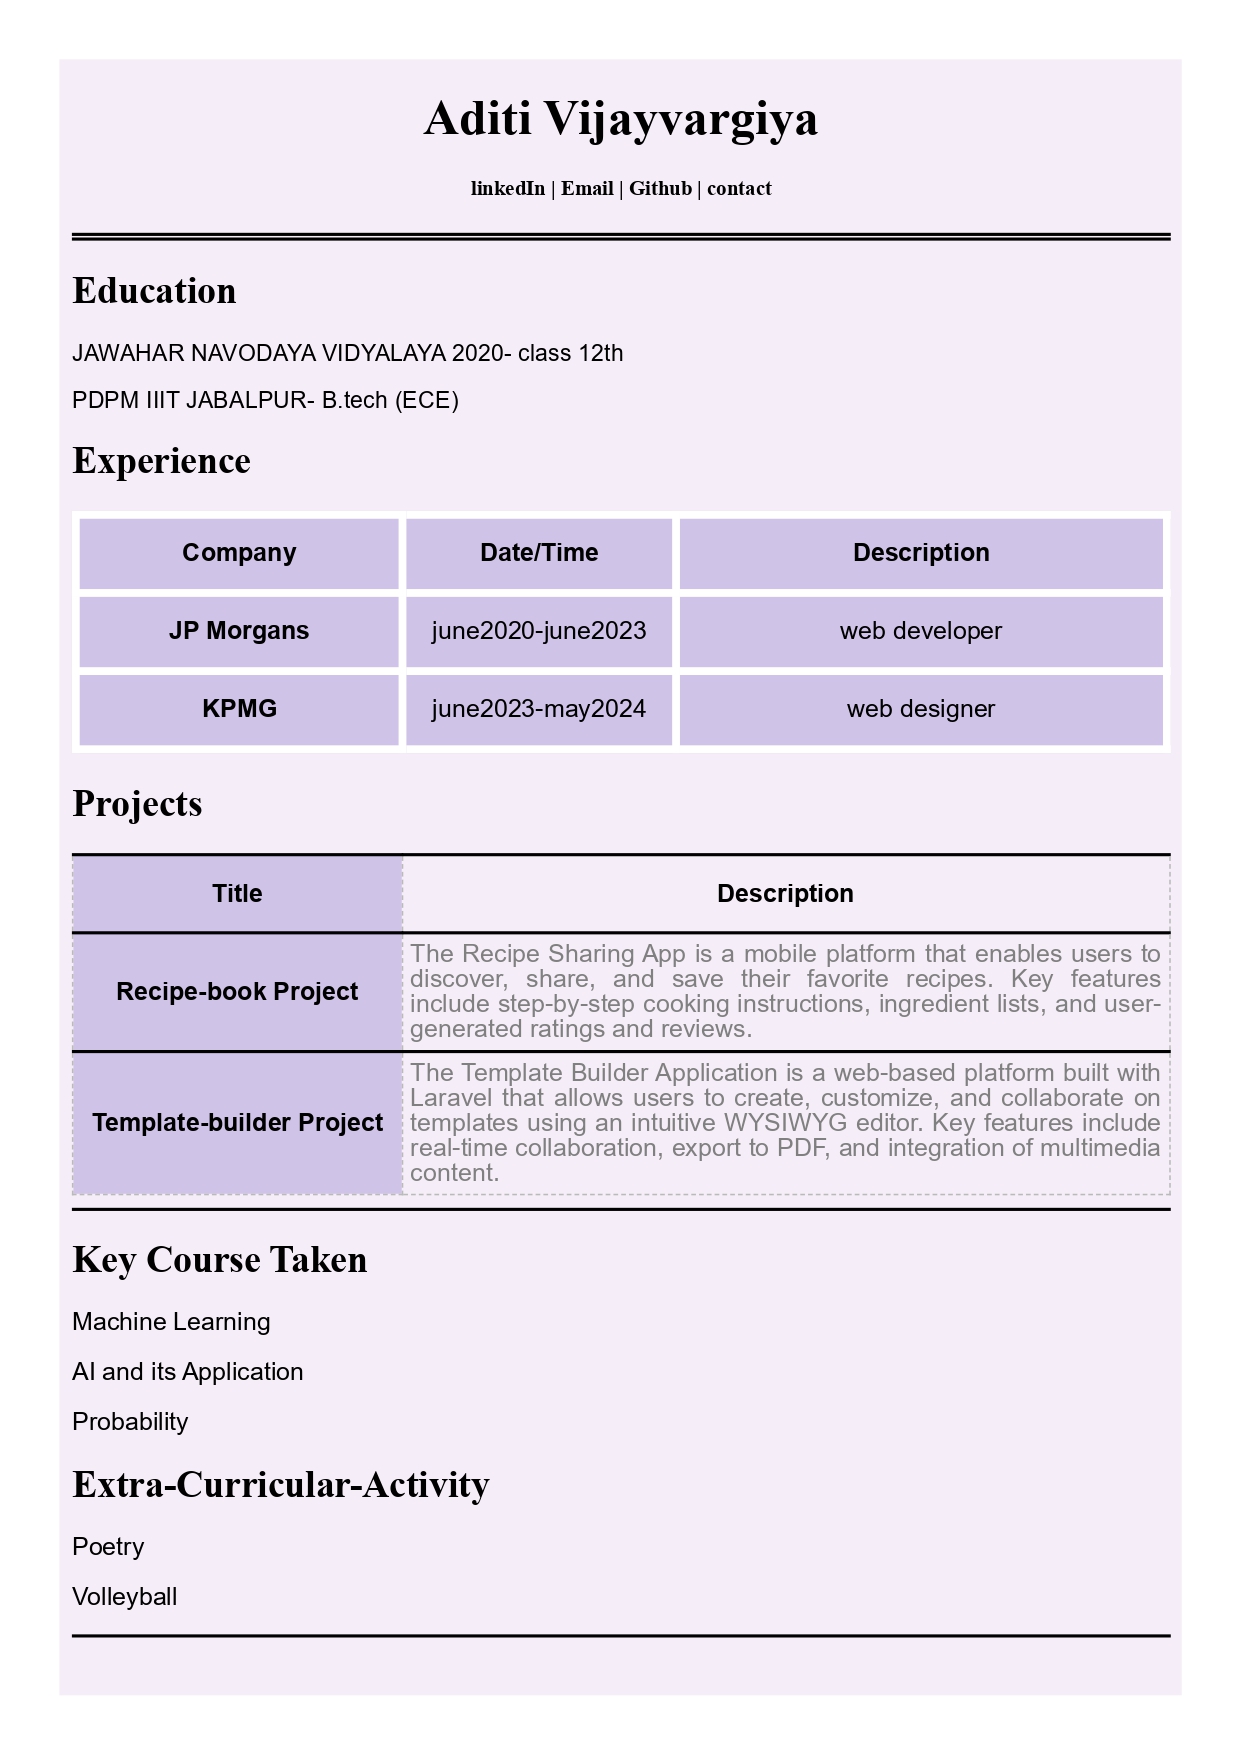 Aditi Vijayvargiya
linkedIn | Email | Github | contact
Education
JAWAHAR NAVODAYA VIDYALAYA 2020- class 12th
PDPM IIIT JABALPUR- B.tech (ECE)
Experience
Company Date/Time Description
JP Morgans june2020-june2023 web developer
KPMG june2023-may2024 web designer
Projects
Title Description
Recipe-book Project
The Recipe Sharing App is a mobile platform that enables users to
discover, share, and save their favorite recipes. Key features
include step-by-step cooking instructions, ingredient lists, and user-
generated ratings and reviews.
Template-builder Project
The Template Builder Application is a web-based platform built with
Laravel that allows users to create, customize, and collaborate on
templates using an intuitive WYSIWYG editor. Key features include
real-time collaboration, export to PDF, and integration of multimedia
content.
Key Course Taken
Machine Learning
AI and its Application
Probability
Extra-Curricular-Activity
Poetry
Volleyball